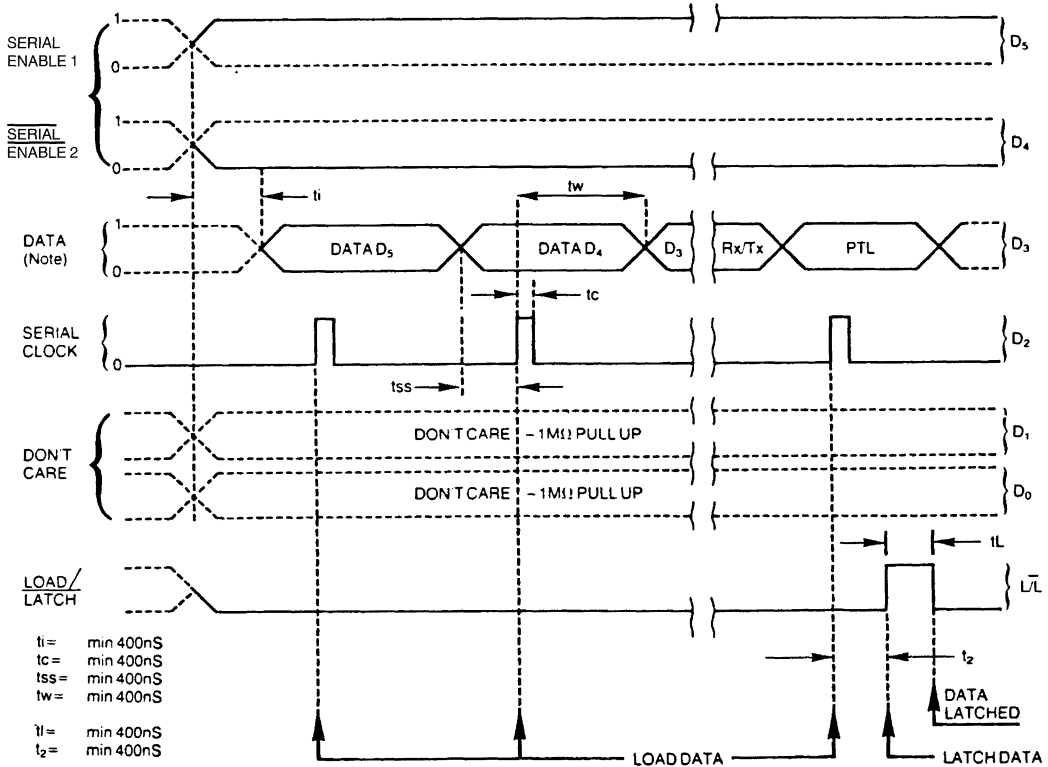 SERIAL
ENABLE 1
1
0
D5
SERIAL
ENABLE 2
1
0
D4
ti
tw
DATA
(Note)
1
0
DATA D5
DATA D4
D3
Rx/Tx
PTL
D3
tc
SERIAL
CLOCK
0
D2
tss
DON'T
CARE
DON'T CARE - 1MΩ PULL UP
D1
DON'T CARE - 1MΩ PULL UP
D0
tL
LOAD/
LATCH
L/L
ti= min 400nS
tc= min 400nS
tss= min 400nS
tw= min 400nS
tl= min 400nS
t2= min 400nS
t2
DATA
LATCHED
LOAD DATA
LATCH DATA